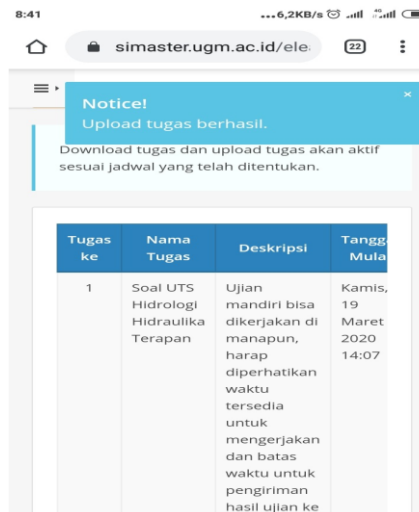 8:41
...6,2KB/s
4G
simaster.ugm.ac.id/ele
22
Notice!
Upload tugas berhasil.
×
Download tugas dan upload tugas akan aktif
sesuai jadwal yang telah ditentukan.
Tugas ke
Nama Tugas
Deskripsi
Tangg
Mula
1
Soal UTS
Hidrologi
Hidraulika
Terapan
Ujian
mandiri bisa
dikerjakan di
manapun,
harap
diperhatikan
waktu
tersedia
untuk
mengerjakan
dan batas
waktu untuk
pengiriman
hasil ujian ke
Kamis,
19
Maret
2020
14:07